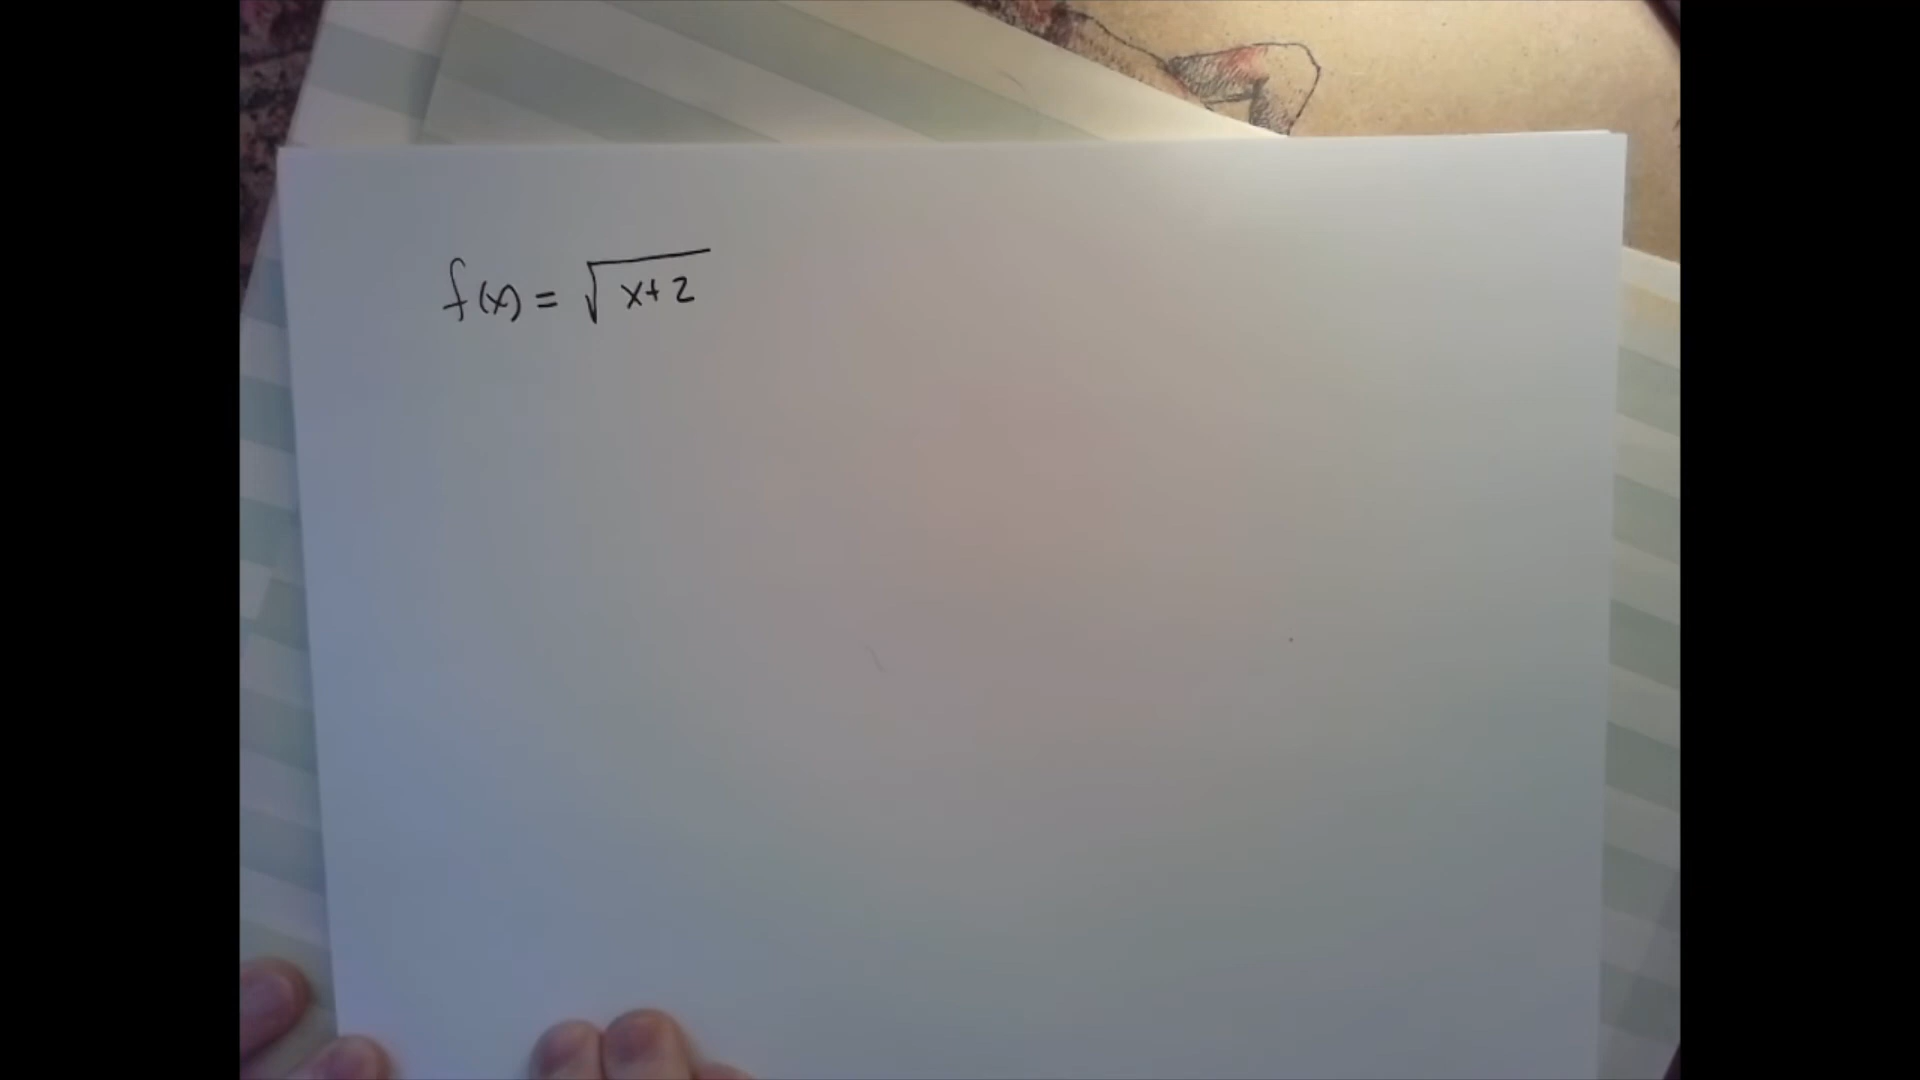 f(x) = √(x+2)